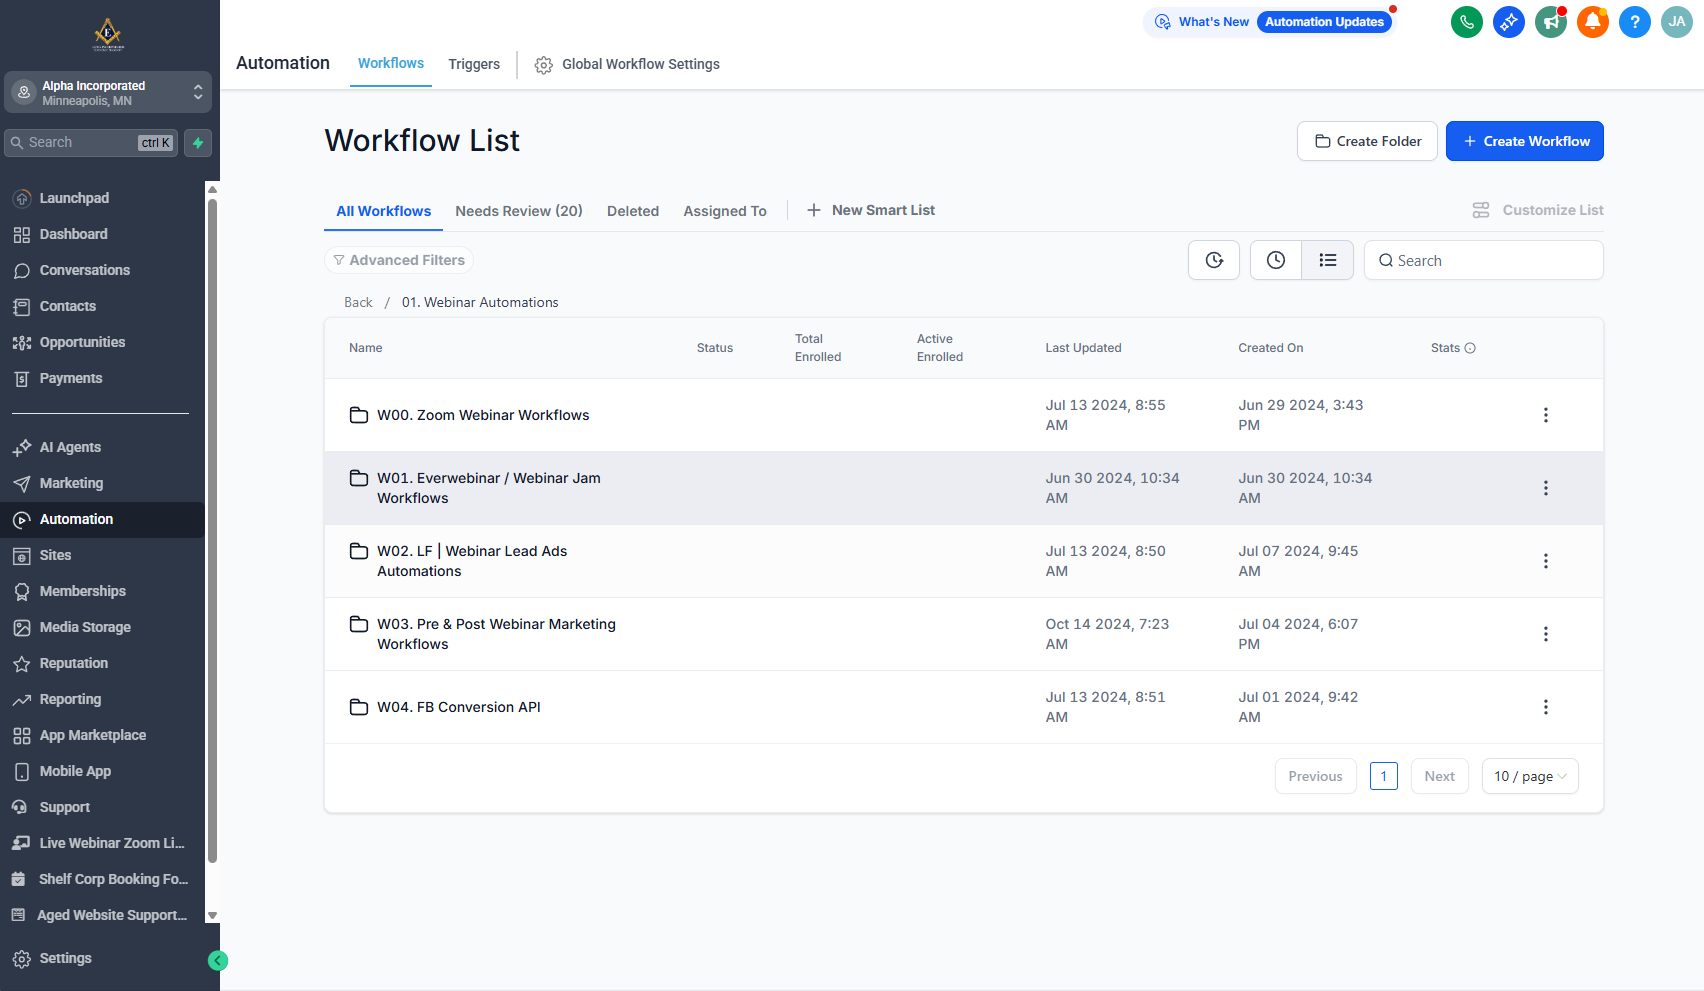 Alpha Incorporated
Minneapolis, MN
Search
ctrl K
Launchpad
Dashboard
Conversations
Contacts
Opportunities
Payments
AI Agents
Marketing
Automation
Sites
Memberships
Media Storage
Reputation
Reporting
App Marketplace
Mobile App
Support
Live Webinar Zoom Li...
Shelf Corp Booking Fo...
Aged Website Support...
Settings
What's New
Automation Updates
JA
Automation
Workflows
Triggers
Global Workflow Settings
Workflow List
Create Folder
+ Create Workflow
All Workflows
Needs Review (20)
Deleted
Assigned To
+ New Smart List
Customize List
Advanced Filters
Search
Back / 01. Webinar Automations
Name
Status
Total
Enrolled
Active
Enrolled
Last Updated
Created On
Stats
W00. Zoom Webinar Workflows
Jul 13 2024, 8:55
AM
Jun 29 2024, 3:43
PM
W01. Everwebinar / Webinar Jam
Workflows
Jun 30 2024, 10:34
AM
Jun 30 2024, 10:34
AM
W02. LF | Webinar Lead Ads
Automations
Jul 13 2024, 8:50
AM
Jul 07 2024, 9:45
AM
W03. Pre & Post Webinar Marketing
Workflows
Oct 14 2024, 7:23
AM
Jul 04 2024, 6:07
PM
W04. FB Conversion API
Jul 13 2024, 8:51
AM
Jul 01 2024, 9:42
AM
Previous
1
Next
10 / page